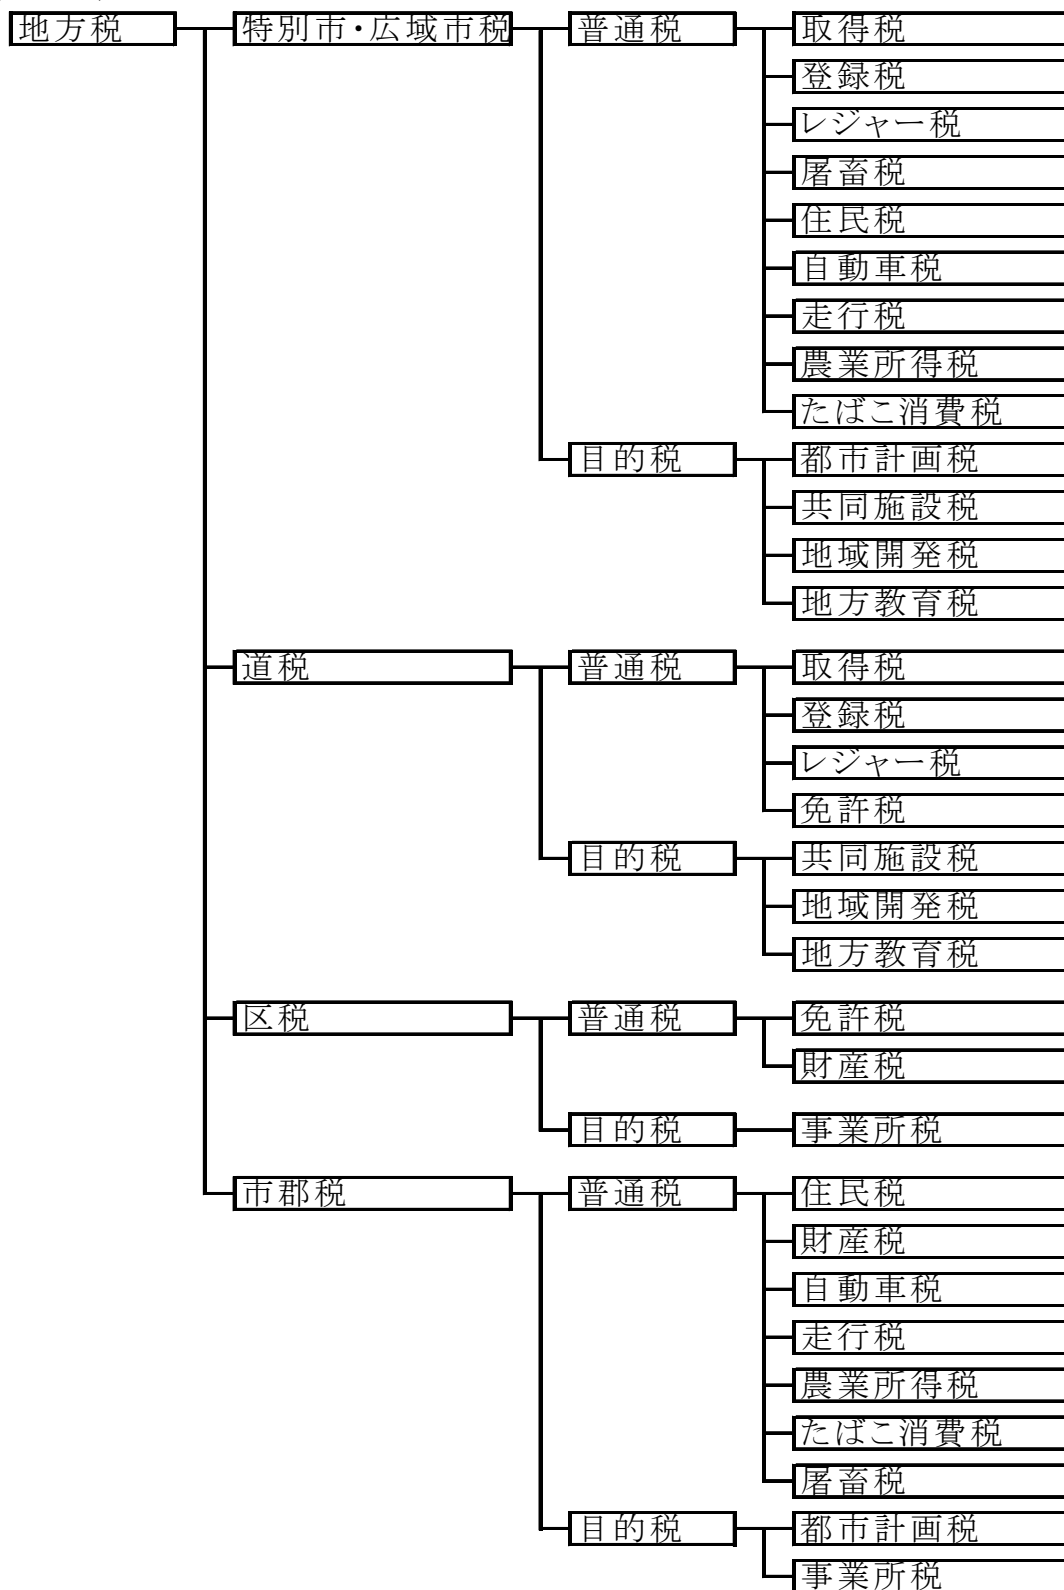 地方税 特別市・広域市税 普通税 取得税
登録税
レジャー税
屠畜税
住民税
自動車税
走行税
農業所得税
たばこ消費税
目的税 都市計画税
共同施設税
地域開発税
地方教育税
道税 普通税 取得税
登録税
レジャー税
免許税
目的税 共同施設税
地域開発税
地方教育税
区税 普通税 免許税
財産税
目的税 事業所税
市郡税 普通税 住民税
財産税
自動車税
走行税
農業所得税
たばこ消費税
屠畜税
目的税 都市計画税
事業所税